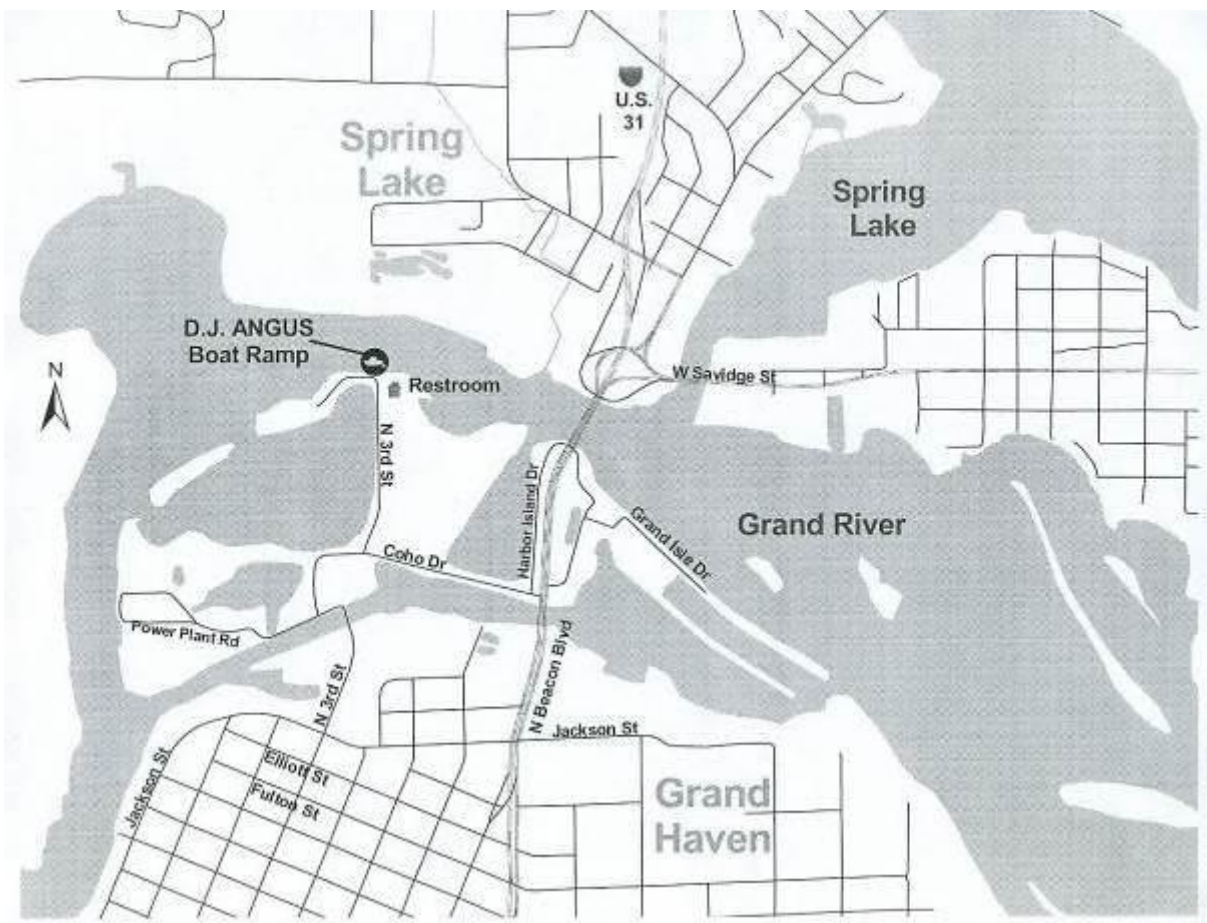 U.S.
31
Spring
Lake
Spring
Lake
D.J. ANGUS
Boat Ramp
N
Restroom
W Savidge St
N 3rd St
Harbor Island Dr
Grand Isle Dr
Grand River
Coho Dr
Power Plant Rd
N 3rd St
N Beacon Blvd
Jackson St
Jackson St
Elliott St
Fulton St
Grand
Haven